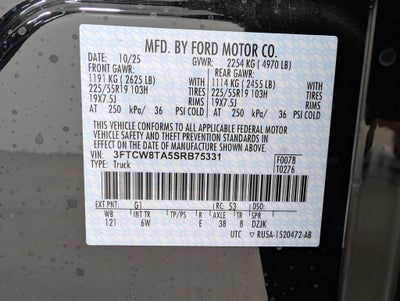 MFD. BY FORD MOTOR CO.
DATE: 10/25 GVWR: 2254 KG (4970 LB)
FRONT GAWR: REAR GAWR:
1191 KG (2625 LB) 1114 KG (2455 LB)
225/55R19 103H TIRES 225/55R19 103H TIRES
19X7.5J RIMS 19X7.5J RIMS
AT 250 kPa/ 36 PSI COLD AT 250 kPa/ 36 PSI COLD
THIS VEHICLE CONFORMS TO ALL APPLICABLE FEDERAL MOTOR
VEHICLE SAFETY AND THEFT PREVENTION STANDARDS IN
EFFECT ON THE DATE OF MANUFACTURE SHOWN ABOVE.
VIN: 3FTCW8TA5SRB75331 F0078
TYPE: Truck T0276
EXT PNT: G1 RC: 53 DSO:
WB INT TR TP/PS R AXLE TR SPR
121 6W E 38 8 DZJK
UTC RU5A-1520472-AB